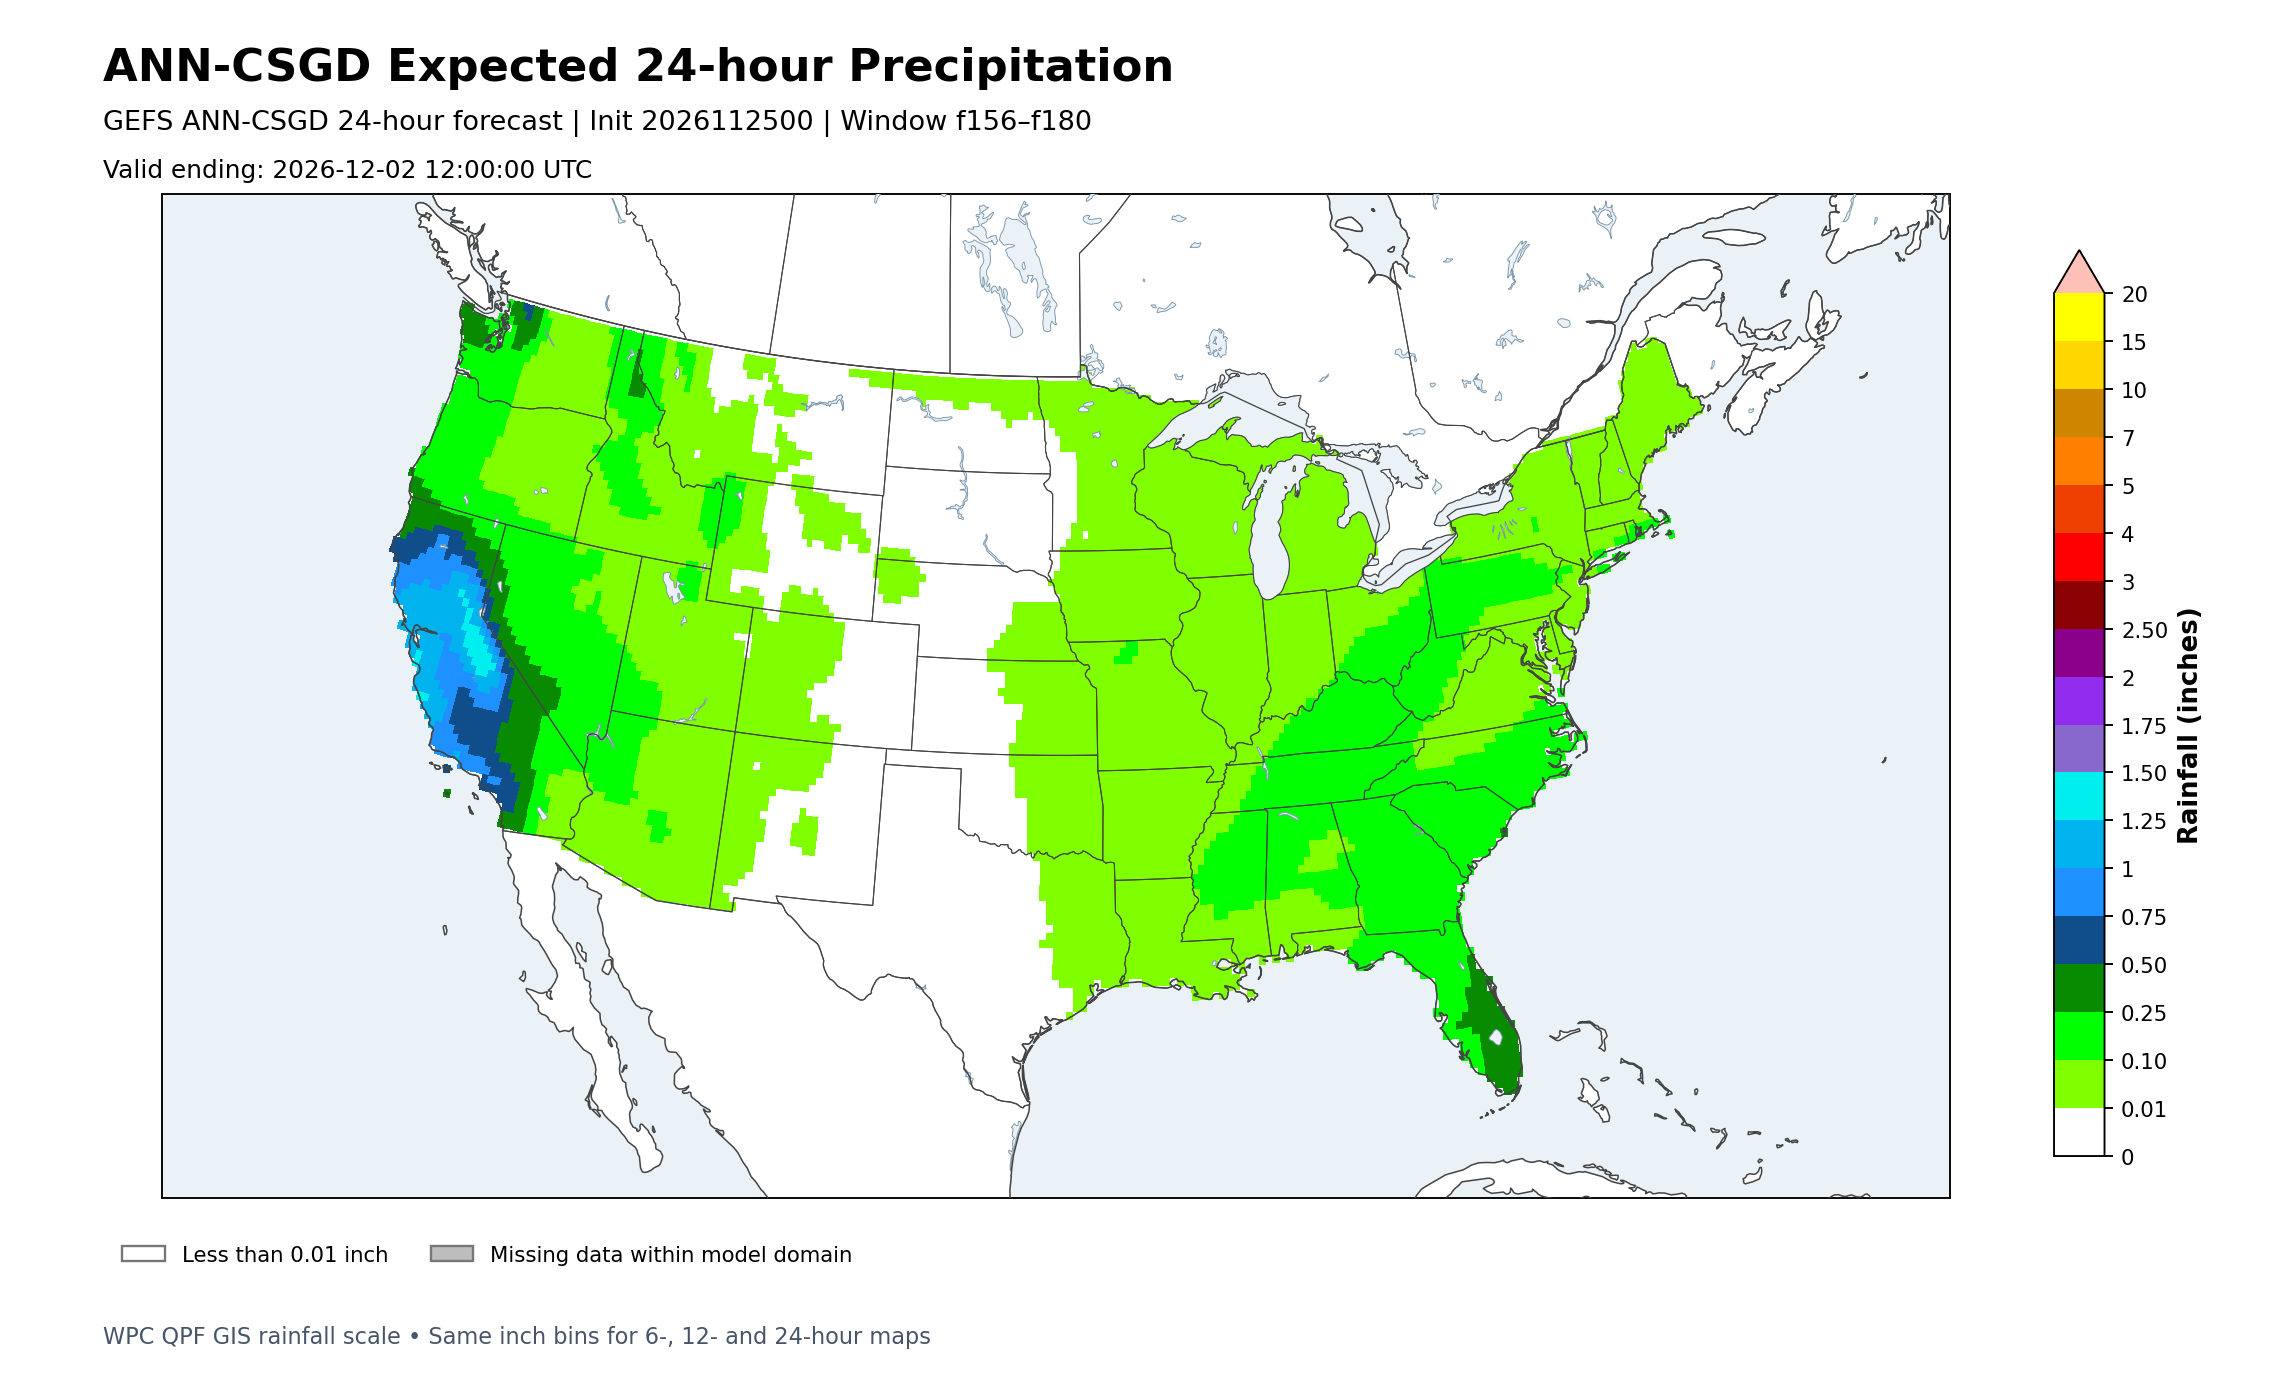 ANN-CSGD Expected 24-hour Precipitation
GEFS ANN-CSGD 24-hour forecast | Init 2026112500 | Window f156–f180
Valid ending: 2026-12-02 12:00:00 UTC
20
15
10
7
5
4
3
2.50
2
1.75
1.50
1.25
1
0.75
0.50
0.25
0.10
0.01
0
Rainfall (inches)
Less than 0.01 inch
Missing data within model domain
WPC QPF GIS rainfall scale • Same inch bins for 6-, 12- and 24-hour maps